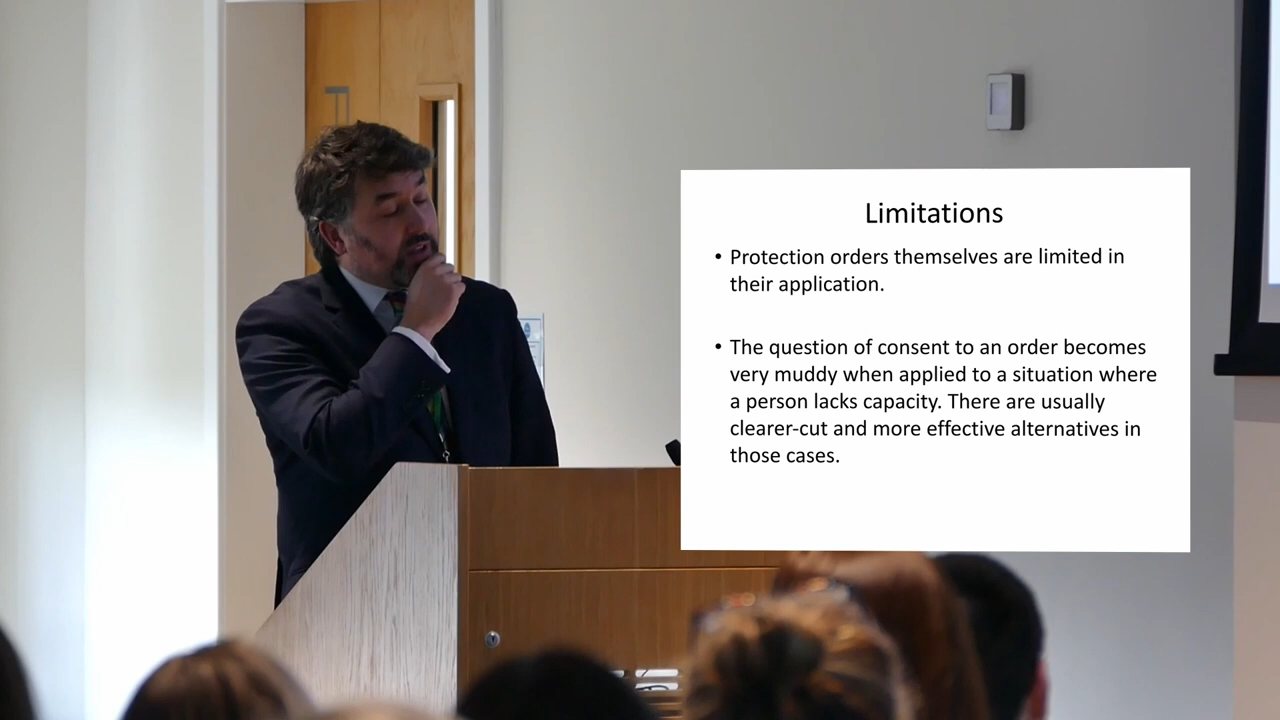 Limitations
• Protection orders themselves are limited in
their application.
• The question of consent to an order becomes
very muddy when applied to a situation where
a person lacks capacity. There are usually
clearer-cut and more effective alternatives in
those cases.